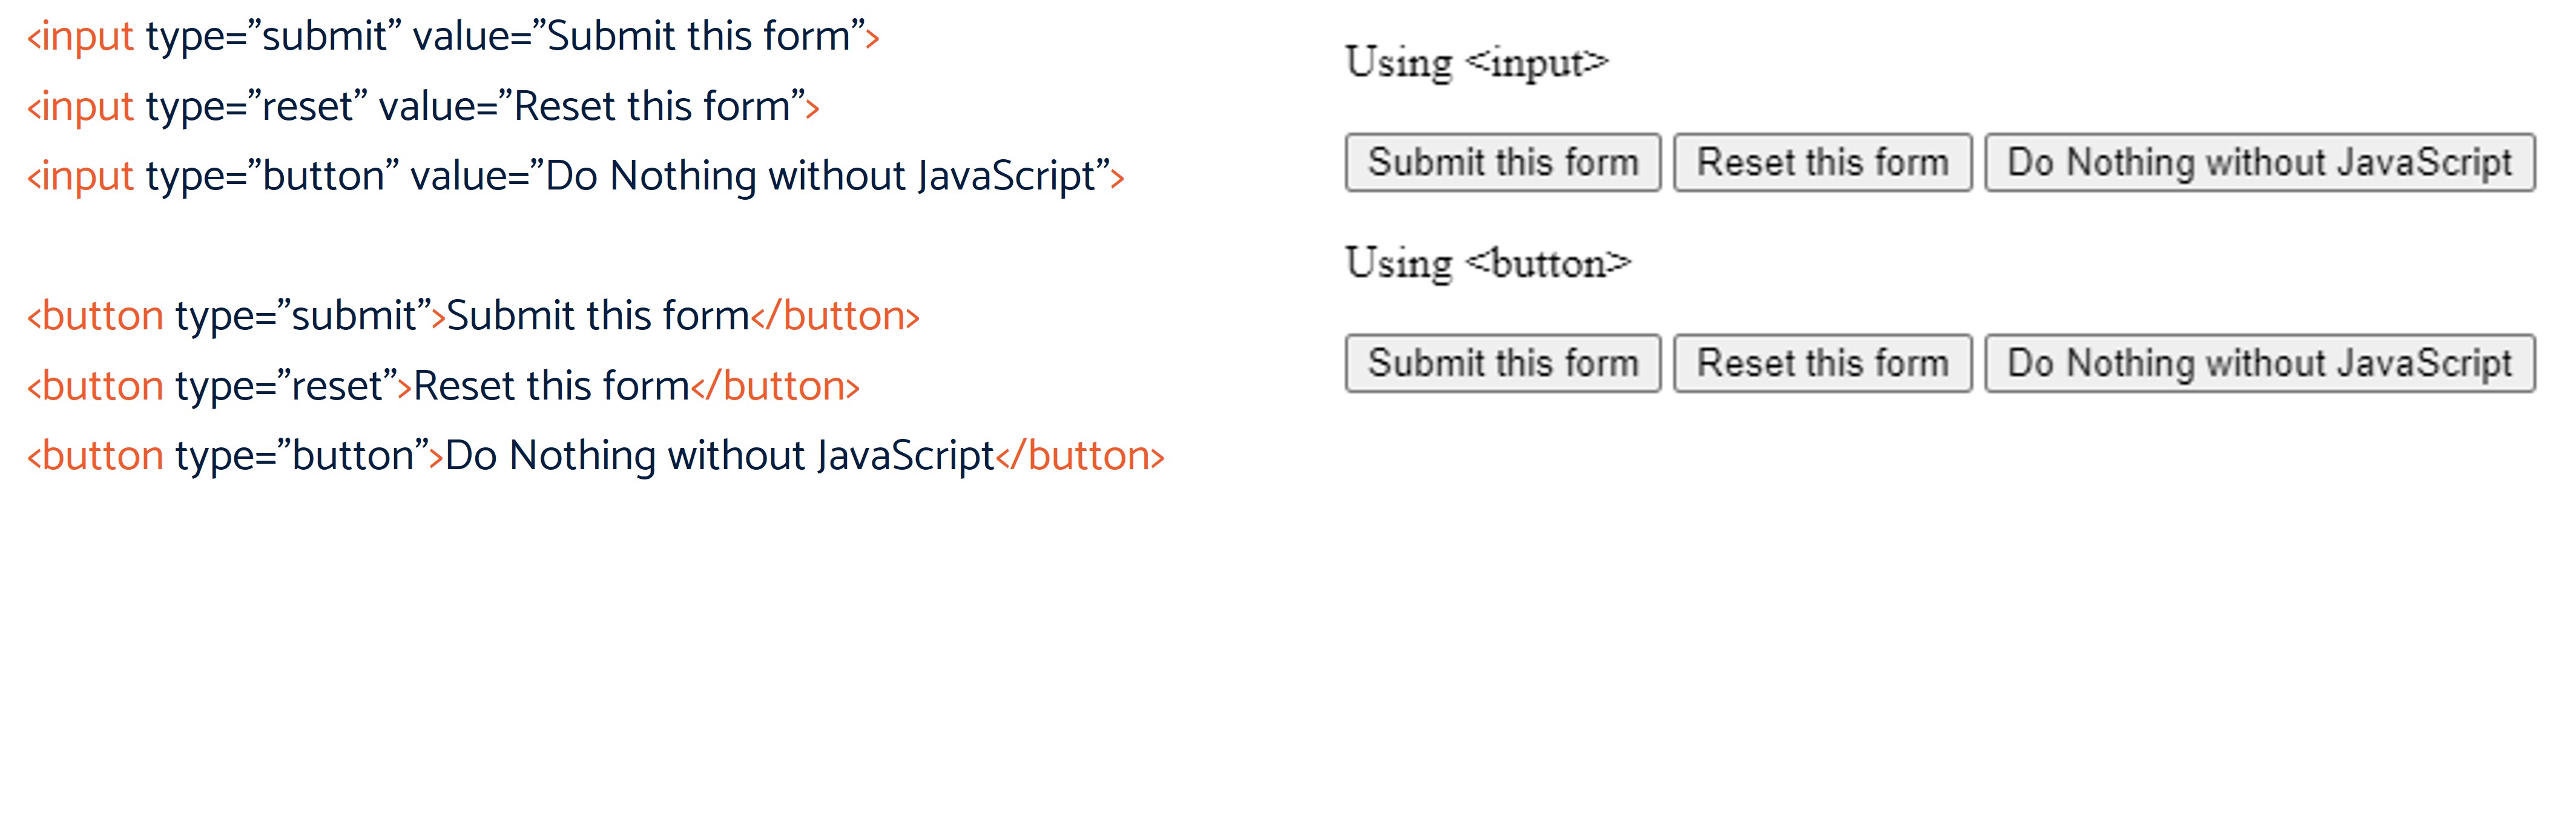 <input type=”submit” value=”Submit this form”>
<input type=”reset” value=”Reset this form”>
<input type=”button” value=”Do Nothing without JavaScript”>
<button type=”submit”>Submit this form</button>
<button type=”reset”>Reset this form</button>
<button type=”button”>Do Nothing without JavaScript</button>
Using <input>
Submit this form Reset this form Do Nothing without JavaScript
Using <button>
Submit this form Reset this form Do Nothing without JavaScript